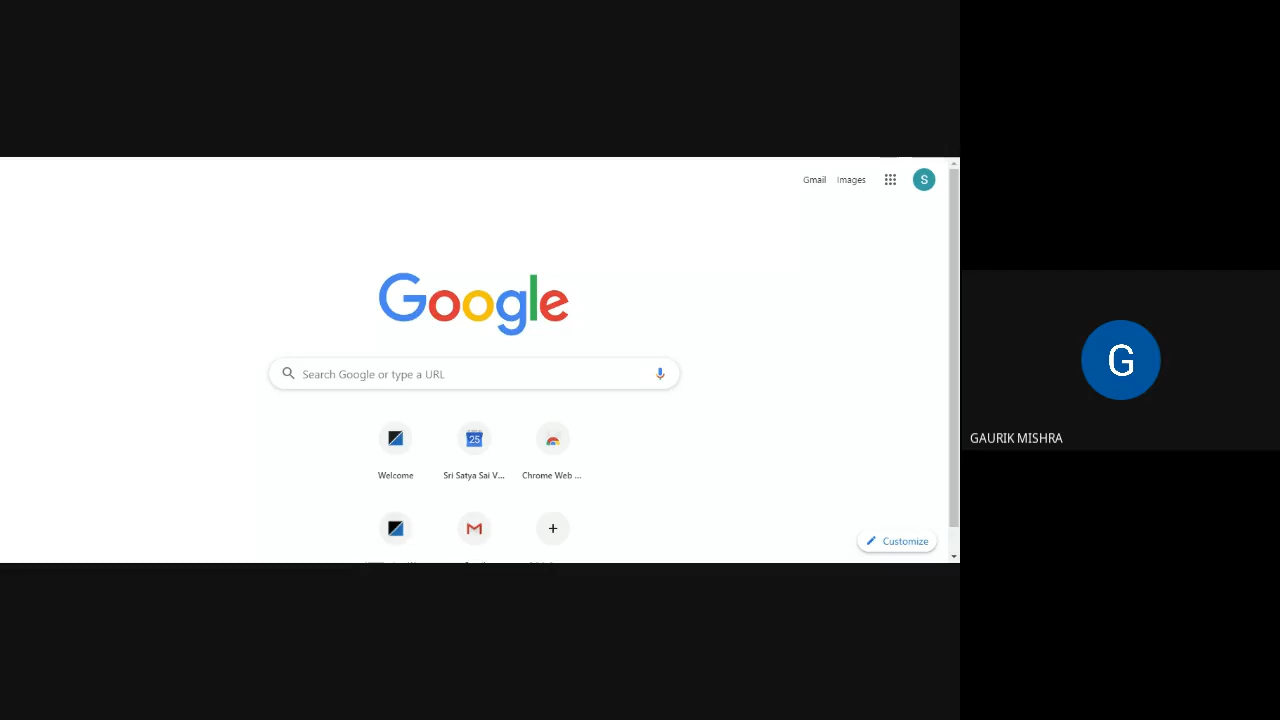 Gmail Images
S
Google
Search Google or type a URL
25
Welcome
Sri Satya Sai V...
Chrome Web ...
Customize
G
GAURIK MISHRA